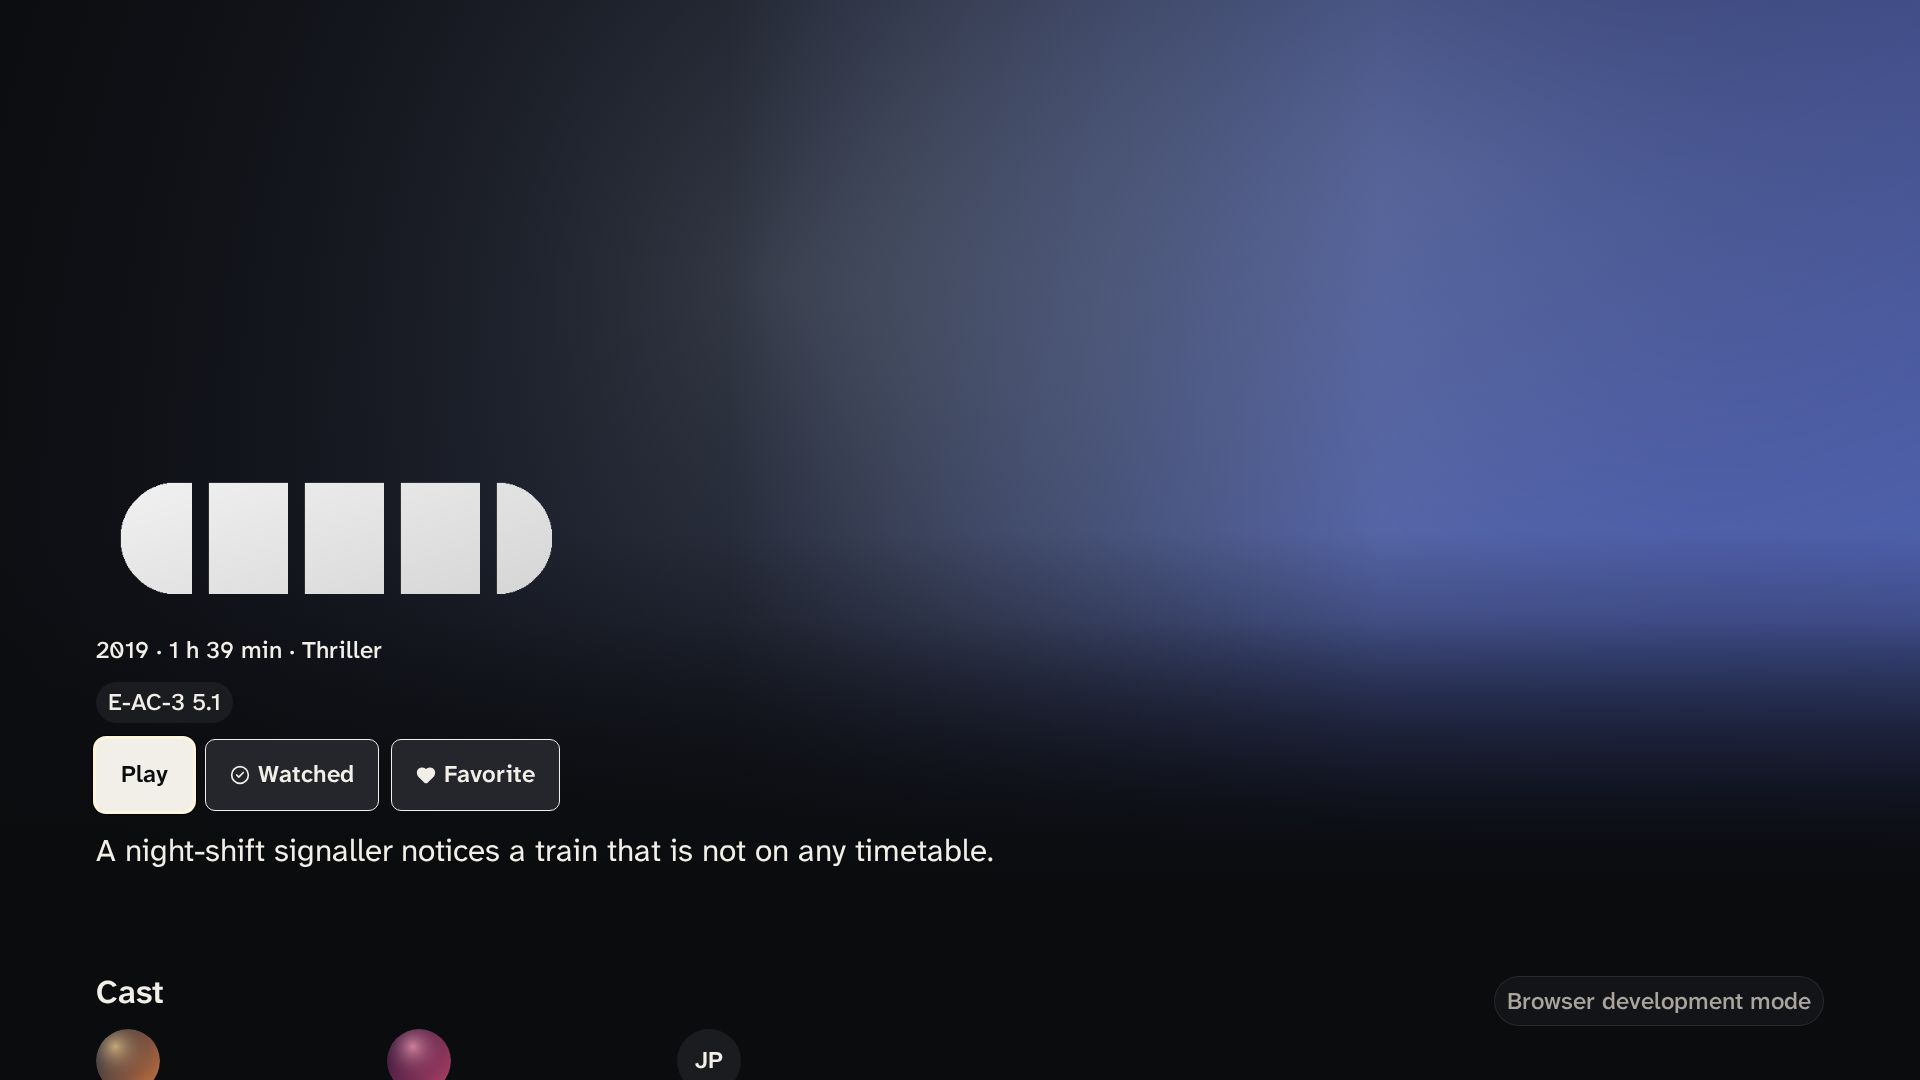 2019 · 1 h 39 min · Thriller
E-AC-3 5.1
Play
Watched
Favorite
A night-shift signaller notices a train that is not on any timetable.
Cast
Browser development mode
JP